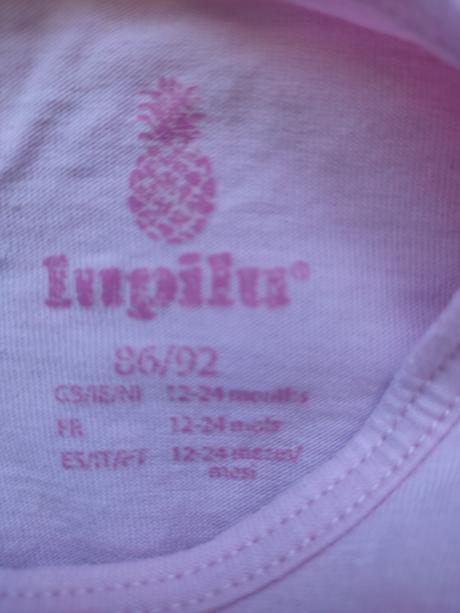 lupilu®
86/92
GB/IE/NI 12-24 months
FR 12-24 mois
ES/IT/PT 12-24 meses/
mesi